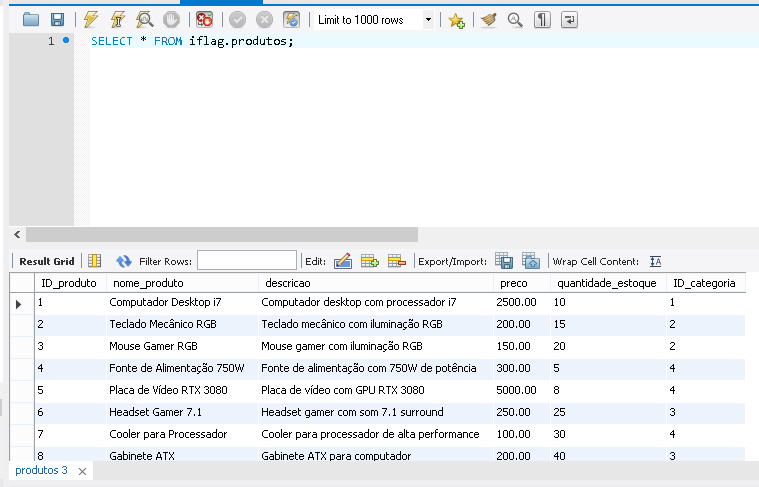 Limit to 1000 rows
1 SELECT * FROM iflag.produtos;
Result Grid Filter Rows: Edit: Export/Import: Wrap Cell Content: IA
ID_produto nome_produto descricao preco quantidade_estoque ID_categoria
1 Computador Desktop i7 Computador desktop com processador i7 2500.00 10 1
2 Teclado Mecânico RGB Teclado mecânico com iluminação RGB 200.00 15 2
3 Mouse Gamer RGB Mouse gamer com iluminação RGB 150.00 20 2
4 Fonte de Alimentação 750W Fonte de alimentação com 750W de potência 300.00 5 4
5 Placa de Vídeo RTX 3080 Placa de vídeo com GPU RTX 3080 5000.00 8 4
6 Headset Gamer 7.1 Headset gamer com som 7.1 surround 250.00 25 3
7 Cooler para Processador Cooler para processador de alta performance 100.00 30 4
8 Gabinete ATX Gabinete ATX para computador 200.00 40 3
produtos 3